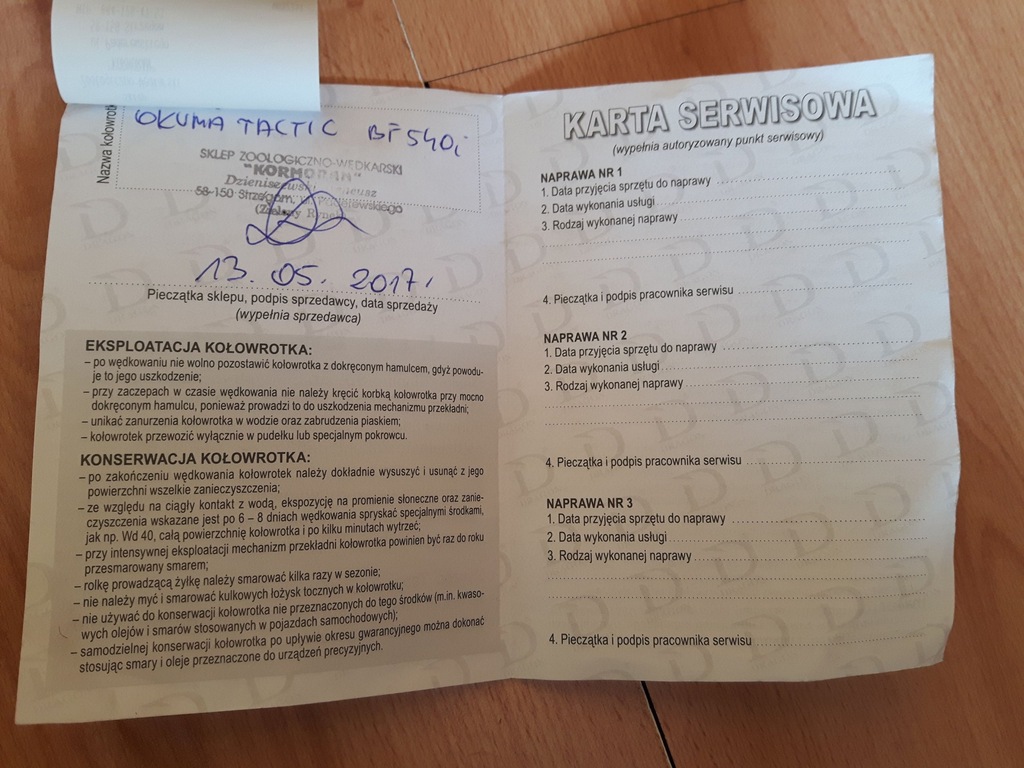 Nazwa kołowrotk
OKUMA TACTIC BF 540i
SKLEP ZOOLOGICZNO-WĘDKARSKI
"KORMORAN"
58-150 Strzegom,
13.05.2017r
Pieczątka sklepu, podpis sprzedawcy, data sprzedaży
(wypełnia sprzedawca)
EKSPLOATACJA KOŁOWROTKA:
– po wędkowaniu nie wolno pozostawić kołowrotka z dokręconym hamulcem, gdyż powodu-
je to jego uszkodzenie;
– przy zaczepach w czasie wędkowania nie należy kręcić korbką kołowrotka przy mocno
dokręconym hamulcu, ponieważ prowadzi to do uszkodzenia mechanizmu przekładni;
– unikać zanurzenia kołowrotka w wodzie oraz zabrudzenia piaskiem;
– kołowrotek przewozić wyłącznie w pudełku lub specjalnym pokrowcu.
KONSERWACJA KOŁOWROTKA:
– po zakończeniu wędkowania kołowrotek należy dokładnie wysuszyć i usunąć z jego
powierzchni wszelkie zanieczyszczenia;
– ze względu na ciągły kontakt z wodą, ekspozycję na promienie słoneczne oraz zanie-
czyszczenia wskazane jest po 6 – 8 dniach wędkowania spryskać specjalnymi środkami,
jak np. Wd 40, całą powierzchnię kołowrotka i po kilku minutach wytrzeć;
– przy intensywnej eksploatacji mechanizm przekładni kołowrotka powinien być raz do roku
przesmarowany smarem;
– rolkę prowadzącą żyłkę należy smarować kilka razy w sezonie;
– nie należy myć i smarować kulkowych łożysk tocznych w kołowrotku;
– nie używać do konserwacji kołowrotka nie przeznaczonych do tego środków (m.in. kwaso-
wych olejów i smarów stosowanych w pojazdach samochodowych);
– samodzielnej konserwacji kołowrotka po upływie okresu gwarancyjnego można dokonać
stosując smary i oleje przeznaczone do urządzeń precyzyjnych.
KARTA SERWISOWA
(wypełnia autoryzowany punkt serwisowy)
NAPRAWA NR 1
1. Data przyjęcia sprzętu do naprawy
2. Data wykonania usługi
3. Rodzaj wykonanej naprawy
4. Pieczątka i podpis pracownika serwisu
NAPRAWA NR 2
1. Data przyjęcia sprzętu do naprawy
2. Data wykonania usługi
3. Rodzaj wykonanej naprawy
4. Pieczątka i podpis pracownika serwisu
NAPRAWA NR 3
1. Data przyjęcia sprzętu do naprawy
2. Data wykonania usługi
3. Rodzaj wykonanej naprawy
4. Pieczątka i podpis pracownika serwisu